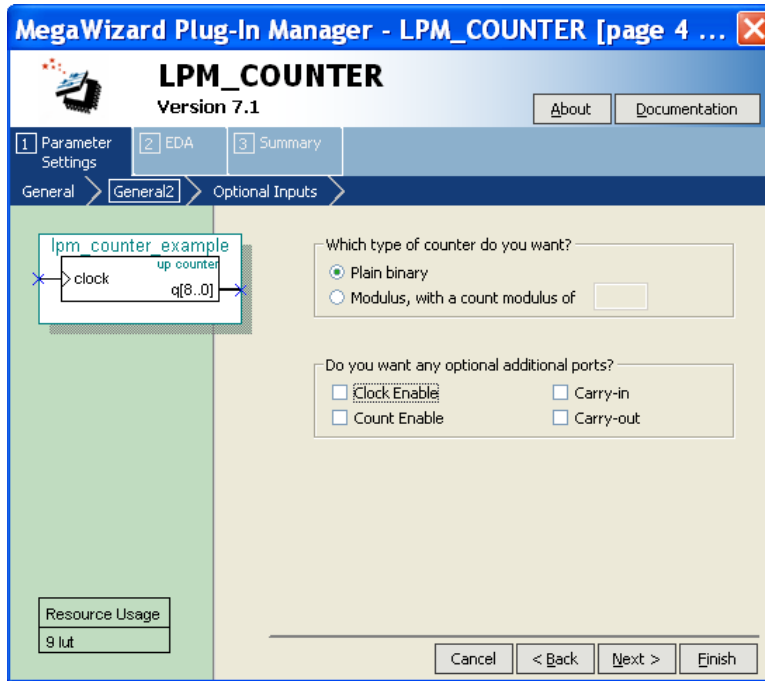 MegaWizard Plug-In Manager - LPM_COUNTER [page 4 ...
LPM_COUNTER
Version 7.1
About
Documentation
1 Parameter Settings
2 EDA
3 Summary
General
General2
Optional Inputs
lpm_counter_example
up counter
clock
q[8..0]
Which type of counter do you want?
Plain binary
Modulus, with a count modulus of
Do you want any optional additional ports?
Clock Enable
Carry-in
Count Enable
Carry-out
Resource Usage
9 lut
Cancel
< Back
Next >
Finish